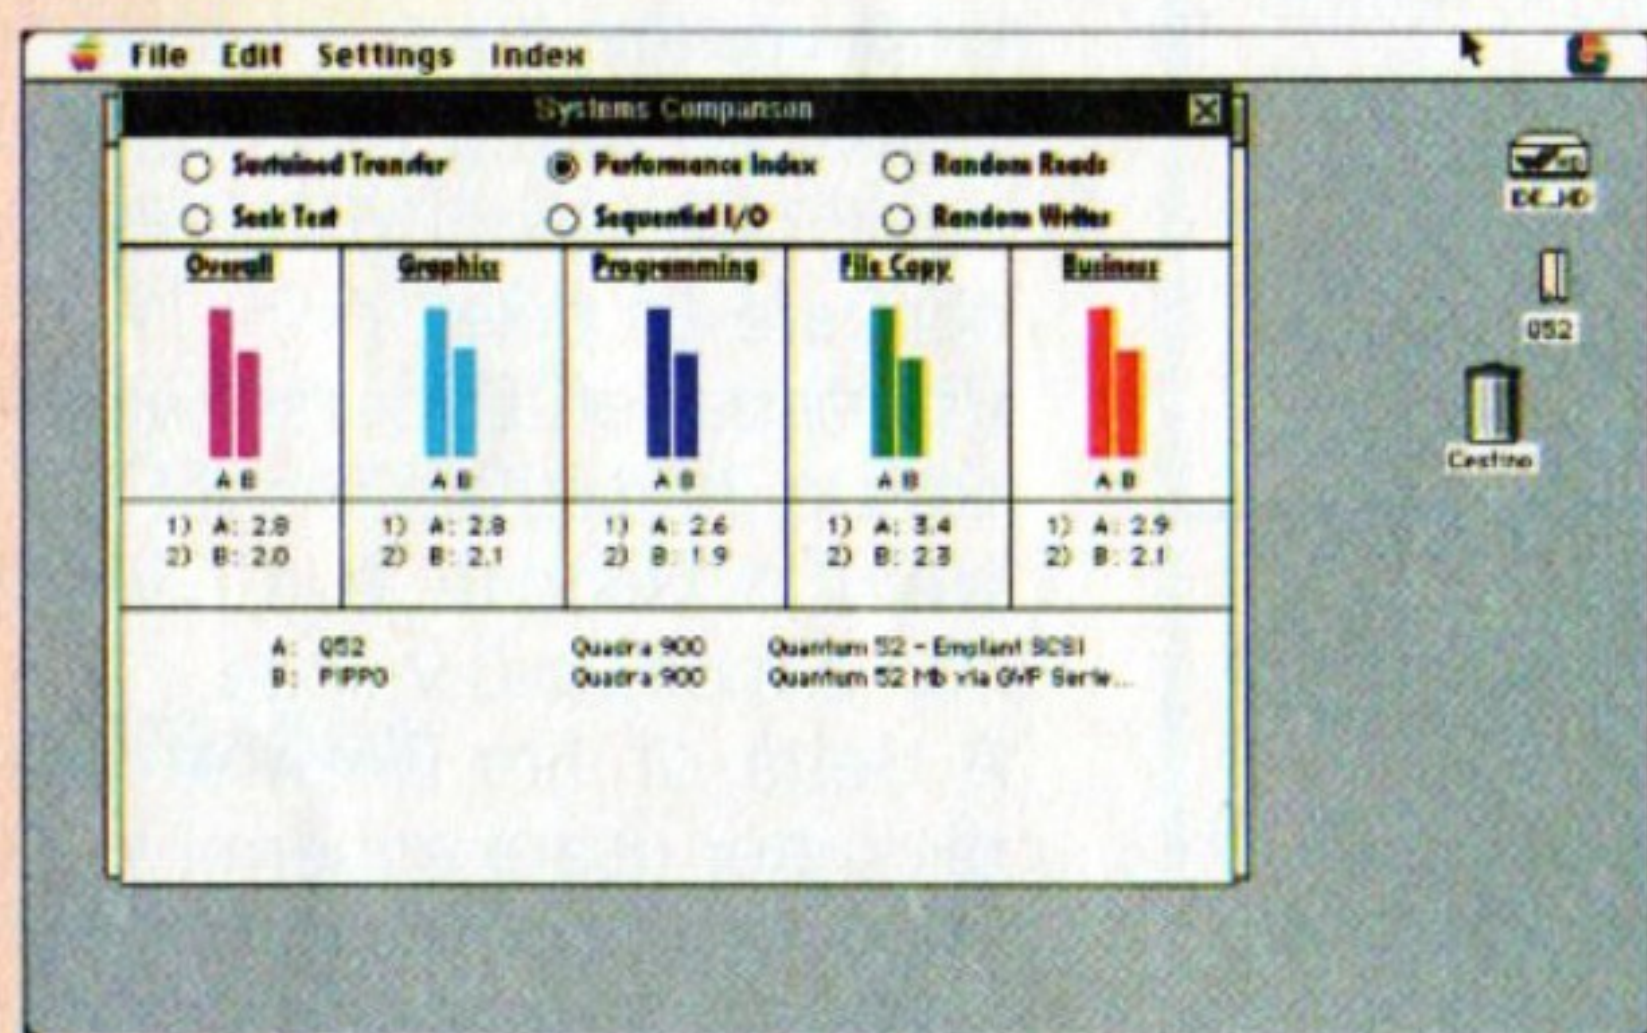 File Edit Settings Index
Systems Comparison
Sustained Transfer Performance Index Random Reads
Seek Test Sequential I/O Random Writes
Overall Graphics Programming File Copy Business
A B A B A B A B A B
1) A: 2.8 1) A: 2.8 1) A: 2.6 1) A: 3.4 1) A: 2.9
2) B: 2.0 2) B: 2.1 2) B: 1.9 2) B: 2.3 2) B: 2.1
A: Q52 Quadra 900 Quantum 52 - Emplant SCSI
B: PIPPO Quadra 900 Quantum 52 Mb via GVP Serie...
IDE_HD
Q52
Cestino